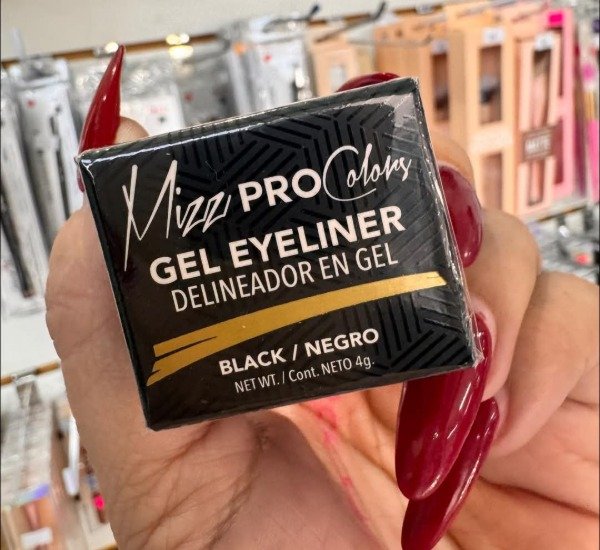 Mizz PRO Colors
GEL EYELINER
DELINEADOR EN GEL
BLACK / NEGRO
NET WT. / Cont. NETO 4g.